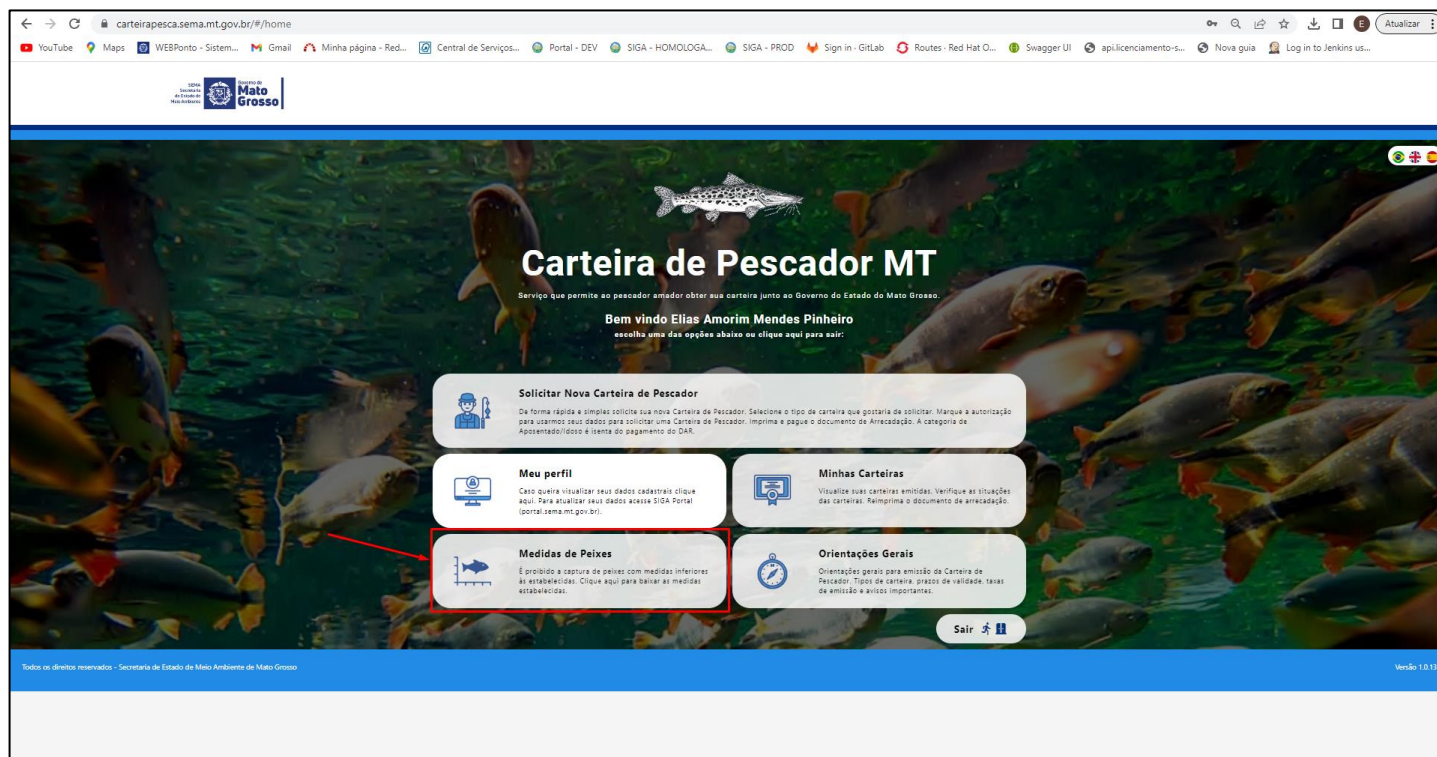 carteirapesca.sema.mt.gov.br/#/home
Atualizar
YouTube Maps WEBPonto - Sistem... Gmail Minha página - Red... Central de Serviços... Portal - DEV SIGA - HOMOLOGA... SIGA - PROD Sign in · GitLab Routes · Red Hat O... Swagger UI api.licenciamento-s... Nova guia Log in to Jenkins us...
SEMA
Secretaria
de Estado de
Meio Ambiente
Governo de
Mato
Grosso
Carteira de Pescador MT
Serviço que permite ao pescador amador obter sua carteira junto ao Governo do Estado do Mato Grosso.
Bem vindo Elias Amorim Mendes Pinheiro
escolha uma das opções abaixo ou clique aqui para sair:
Solicitar Nova Carteira de Pescador
De forma rápida e simples solicite sua nova Carteira de Pescador. Selecione o tipo de carteira que gostaria de solicitar. Marque a autorização
para usarmos seus dados para solicitar uma Carteira de Pescador. Imprima e pague o documento de Arrecadação. A categoria de
Aposentado/Idoso é isenta do pagamento do DAR.
Meu perfil
Caso queira visualizar seus dados cadastrais clique
aqui. Para atualizar seus dados acesse SIGA Portal
(portal.sema.mt.gov.br).
Minhas Carteiras
Visualize suas carteiras emitidas. Verifique as situações
das carteiras. Reimprima o documento de arrecadação.
Medidas de Peixes
É proibido a captura de peixes com medidas inferiores
às estabelecidas. Clique aqui para baixar as medidas
estabelecidas.
Orientações Gerais
Orientações gerais para emissão da Carteira de
Pescador. Tipos de carteira, prazos de validade, taxas
de emissão e avisos importantes.
Sair
Todos os direitos reservados - Secretaria de Estado de Meio Ambiente de Mato Grosso
Versão 1.0.13